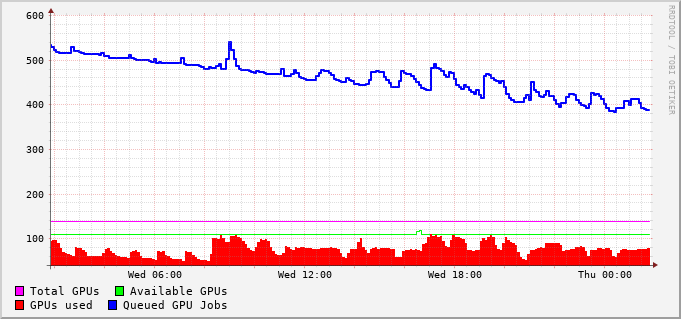 600
500
400
300
200
100
Wed 06:00 Wed 12:00 Wed 18:00 Thu 00:00
Total GPUs Available GPUs
GPUs used Queued GPU Jobs
RRDTOOL / TOBI OETIKER